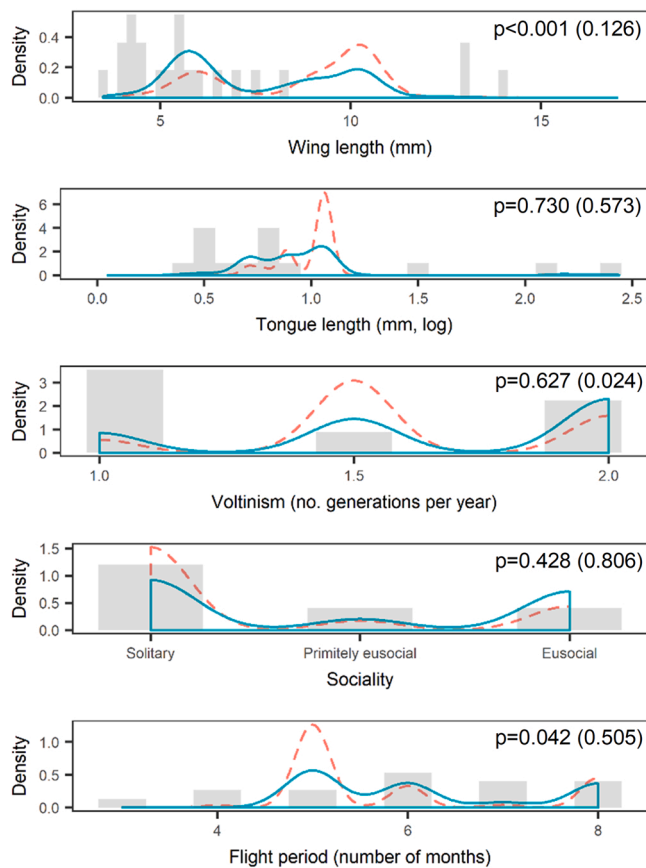 Density
0.4
0.2
0.0
p<0.001 (0.126)
5
10
15
Wing length (mm)
Density
6
4
2
0
p=0.730 (0.573)
0.0
0.5
1.0
1.5
2.0
2.5
Tongue length (mm, log)
Density
3
2
1
0
p=0.627 (0.024)
1.0
1.5
2.0
Voltinism (no. generations per year)
Density
1.5
1.0
0.5
0.0
p=0.428 (0.806)
Solitary
Primitely eusocial
Eusocial
Sociality
Density
1.0
0.5
0.0
p=0.042 (0.505)
4
6
8
Flight period (number of months)